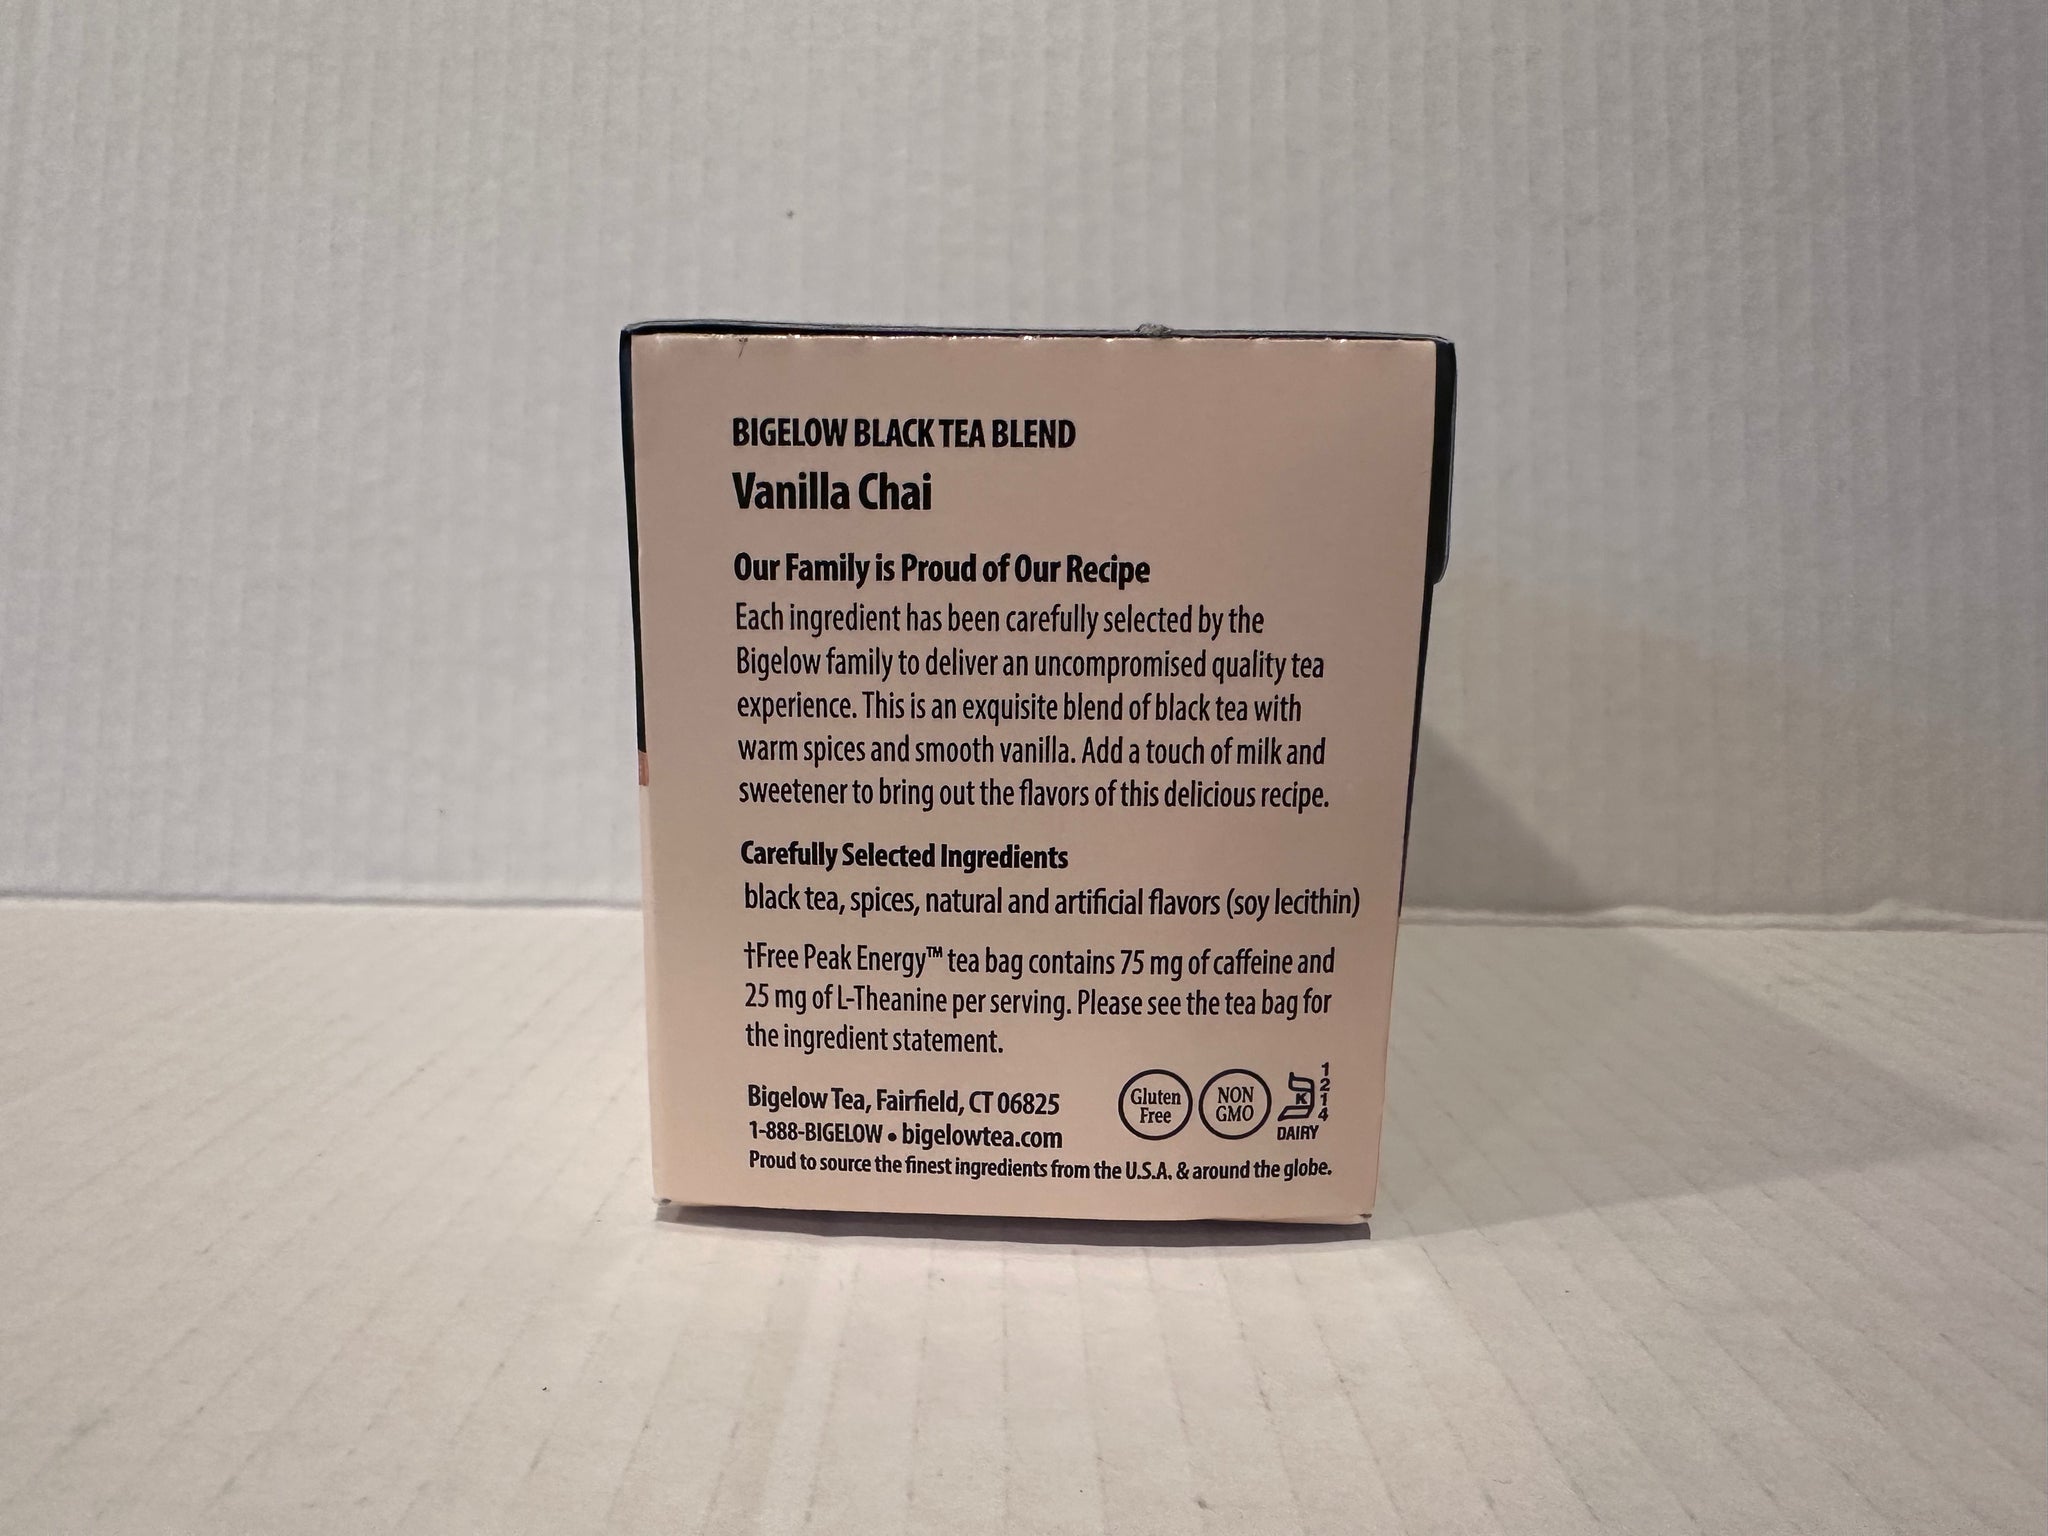 BIGELOW BLACK TEA BLEND
Vanilla Chai
Our Family is Proud of Our Recipe
Each ingredient has been carefully selected by the
Bigelow family to deliver an uncompromised quality tea
experience. This is an exquisite blend of black tea with
warm spices and smooth vanilla. Add a touch of milk and
sweetener to bring out the flavors of this delicious recipe.
Carefully Selected Ingredients
black tea, spices, natural and artificial flavors (soy lecithin)
†Free Peak Energy™ tea bag contains 75 mg of caffeine and
25 mg of L-Theanine per serving. Please see the tea bag for
the ingredient statement.
Bigelow Tea, Fairfield, CT 06825
1-888-BIGELOW • bigelowtea.com
Proud to source the finest ingredients from the U.S.A. & around the globe.
Gluten
Free
NON
GMO
K
1214
DAIRY